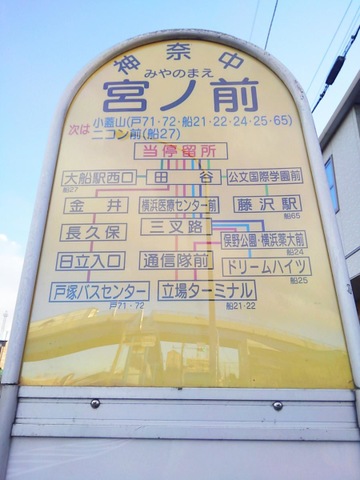 神奈中
みやのまえ
宮ノ前
次は 小雀山(戸71・72・船21・22・24・25・65)
ニコン前(船27)
当停留所
大船駅西口 田谷 公文国際学園前
船27
金井 横浜医療センター前 藤沢駅
船65
長久保 三叉路 俣野公園・横浜薬大前
船24
日立入口 通信隊前 ドリームハイツ
船25
戸塚バスセンター 立場ターミナル
戸71・72 船21・22